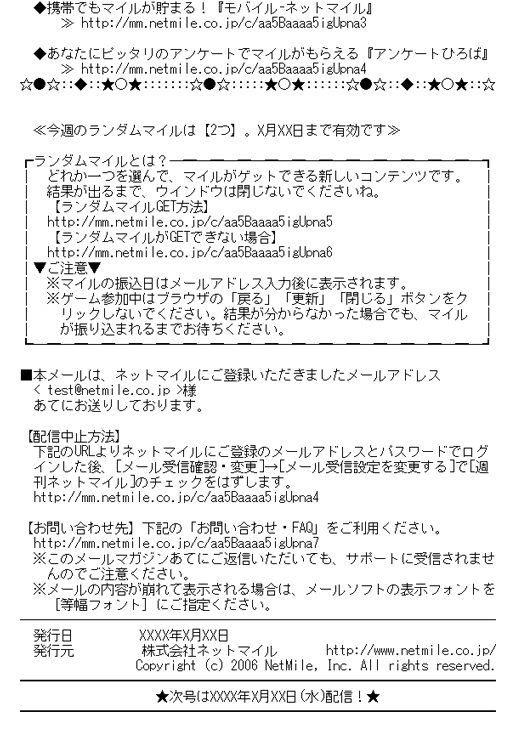 ◆携帯でもマイルが貯まる！『モバイル-ネットマイル』
≫ http://mm.netmile.co.jp/c/aa5Baaaa5igUpna3
◆あなたにピッタリのアンケートでマイルがもらえる『アンケートひろば』
≫ http://mm.netmile.co.jp/c/aa5Baaaa5igUpna4
☆●☆::◆::★○★:::::::☆●☆:::::★○★::::::☆●☆::◆::★○★::☆
≪今週のランダムマイルは【2つ】。X月XX日まで有効です≫
┏ランダムマイルとは？━━━━━━━━━━━━━━━━━━━━━━┓
｜ どれか一つを選んで、マイルがゲットできる新しいコンテンツです。 ｜
｜ 結果が出るまで、ウインドウは閉じないでくださいね。 ｜
｜ 【ランダムマイルGET方法】 ｜
｜ http://mm.netmile.co.jp/c/aa5Baaaa5igUpna5 ｜
｜ 【ランダムマイルがGETできない場合】 ｜
｜ http://mm.netmile.co.jp/c/aa5Baaaa5igUpna6 ｜
｜▼ご注意▼ ｜
｜ ※マイルの振込日はメールアドレス入力後に表示されます。 ｜
｜ ※ゲーム参加中はブラウザの「戻る」「更新」「閉じる」ボタンをク ｜
｜ リックしないでください。結果が分からなかった場合でも、マイル ｜
｜ が振り込まれるまでお待ちください。 ｜
┗━━━━━━━━━━━━━━━━━━━━━━━━━━━━━━━━┛
■本メールは、ネットマイルにご登録いただきましたメールアドレス
< test@netmile.co.jp >様
あてにお送りしております。
【配信中止方法】
下記のURLよりネットマイルにご登録のメールアドレスとパスワードでログ
インした後、[メール受信確認・変更]→[メール受信設定を変更する]で[週
刊ネットマイル]のチェックをはずします。
http://mm.netmile.co.jp/c/aa5Baaaa5igUpna4
【お問い合わせ先】下記の「お問い合わせ・FAQ」をご利用ください。
http://mm.netmile.co.jp/c/aa5Baaaa5igUpna7
※このメールマガジンあてにご返信いただいても、サポートに受信されませ
んのでご注意ください。
※メールの内容が崩れて表示される場合は、メールソフトの表示フォントを
[等幅フォント] にご指定ください。
発行日 XXXX年X月XX日
発行元 株式会社ネットマイル http://www.netmile.co.jp/
Copyright (c) 2006 NetMile, Inc. All rights reserved.
★次号はXXXX年X月XX日(水)配信！★